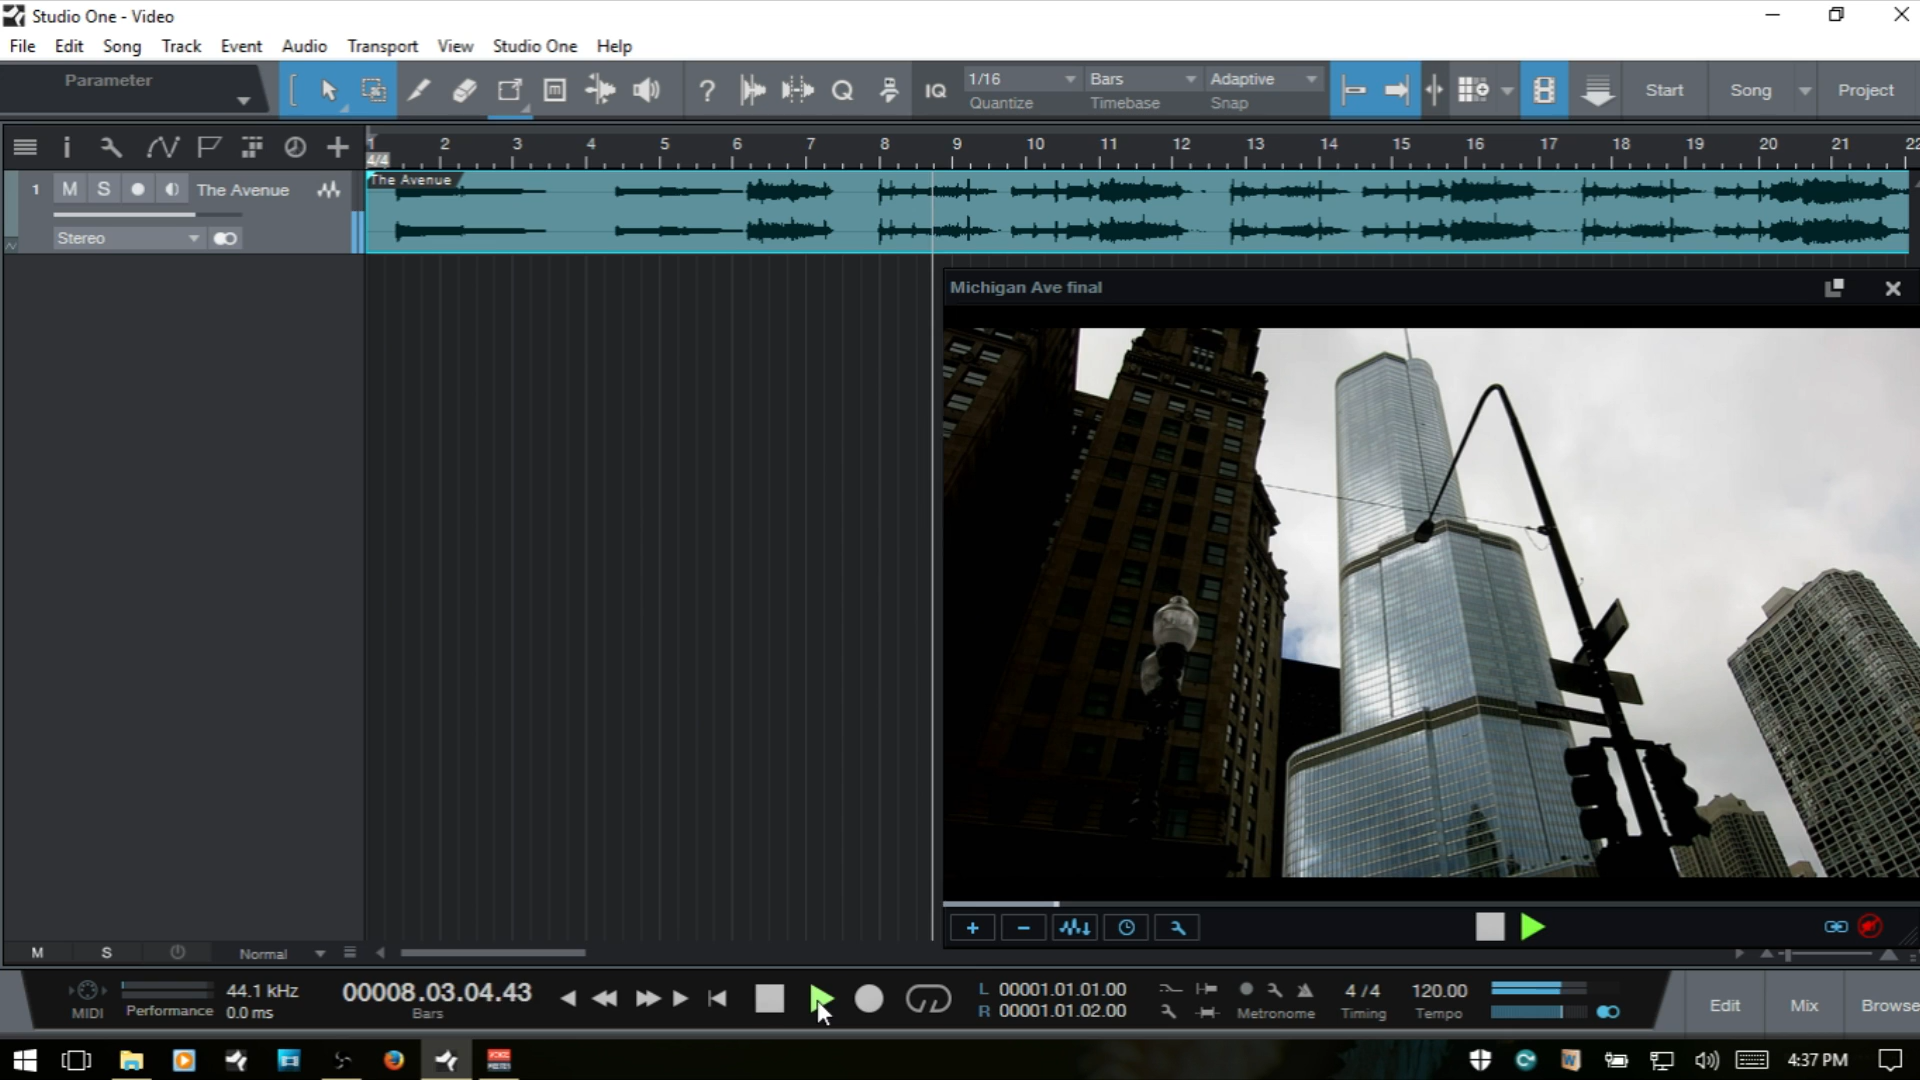 Studio One - Video
File Edit Song Track Event Audio Transport View Studio One Help
Parameter
? Q IQ 1/16 Bars Adaptive Start Song Project
Quantize Timebase Snap
i 1 2 3 4 5 6 7 8 9 10 11 12 13 14 15 16 17 18 19 20 21 22
4/4
1 M S The Avenue
The Avenue
Stereo
Michigan Ave final
M S Normal
44.1 kHz
MIDI Performance 0.0 ms
00008.03.04.43
Bars
L 00001.01.01.00
R 00001.01.02.00
Metronome
4 / 4
Timing
120.00
Tempo
Edit Mix Browse
4:37 PM